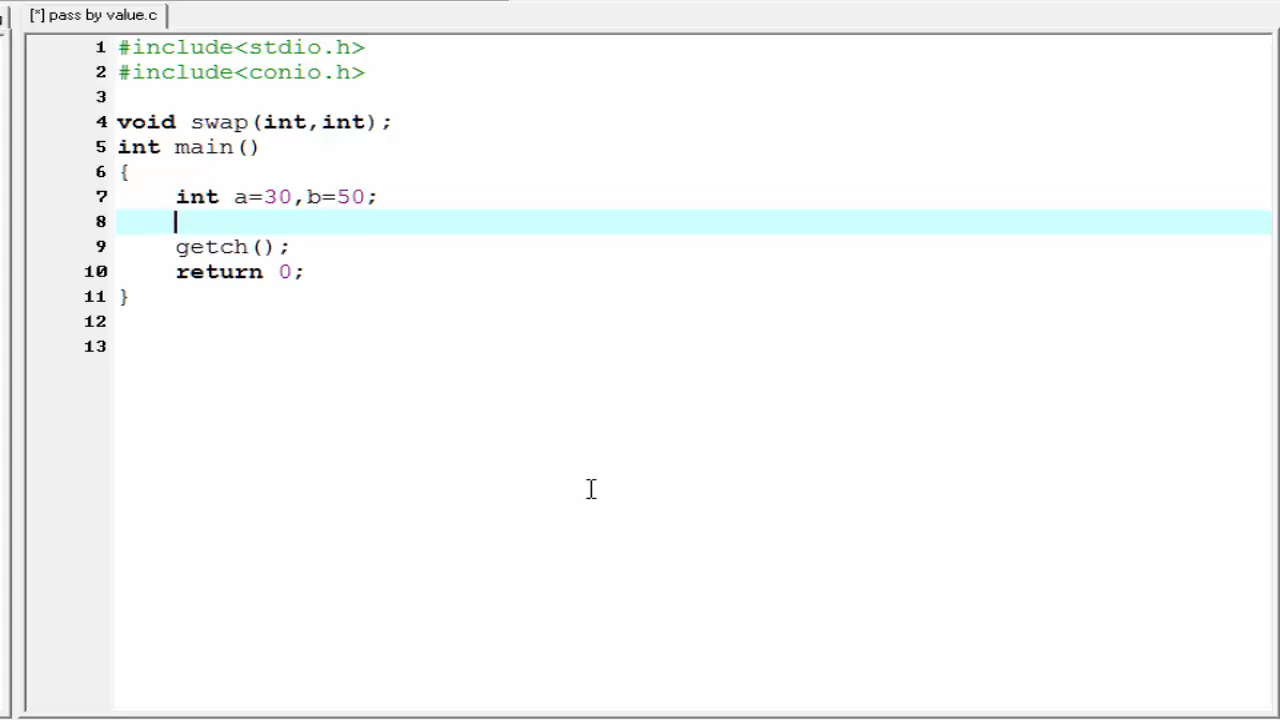 [*] pass by value.c
1 #include<stdio.h>
2 #include<conio.h>
3
4 void swap(int,int);
5 int main()
6 {
7 int a=30,b=50;
8
9 getch();
10 return 0;
11 }
12
13